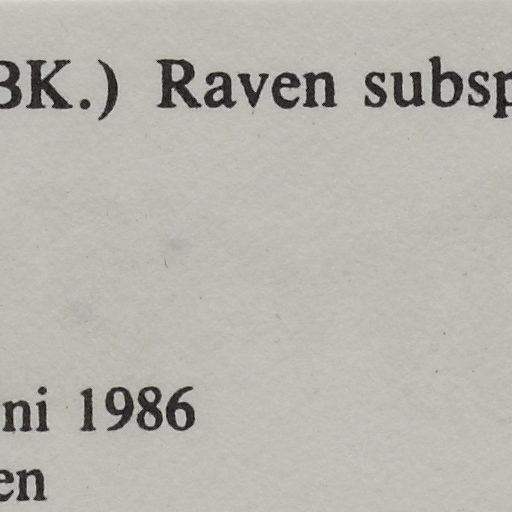 BK.) Raven subsp
ni 1986
en